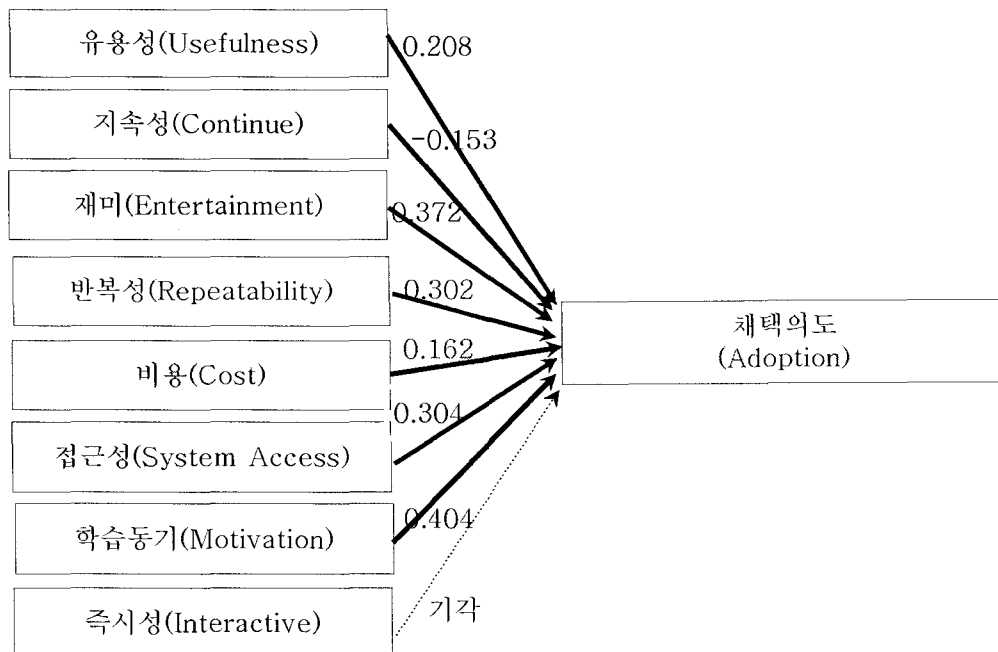 유용성(Usefulness)
0.208
지속성(Continue)
-0.153
재미(Entertainment)
0.372
반복성(Repeatability)
0.302
채택의도
(Adoption)
비용(Cost)
0.162
접근성(System Access)
0.304
학습동기(Motivation)
0.404
즉시성(Interactive)
기각